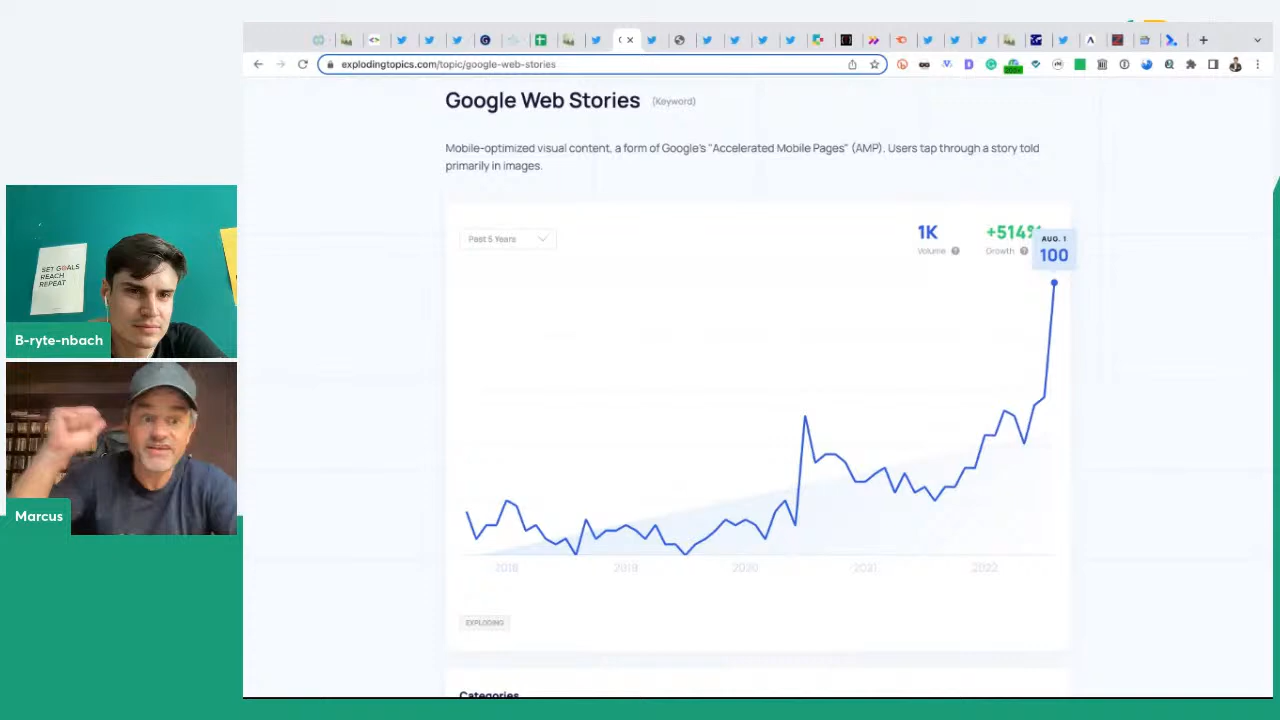 explodingtopics.com/topic/google-web-stories
Google Web Stories (Keyword)
Mobile-optimized visual content, a form of Google's "Accelerated Mobile Pages" (AMP). Users tap through a story told
primarily in images.
Past 5 Years
1K
Volume
+514%
Growth
AUG. 1
100
2018 2019 2020 2021 2022
EXPLODING
Categories
SET GOALS
REACH
REPEAT
B-ryte-nbach
Marcus